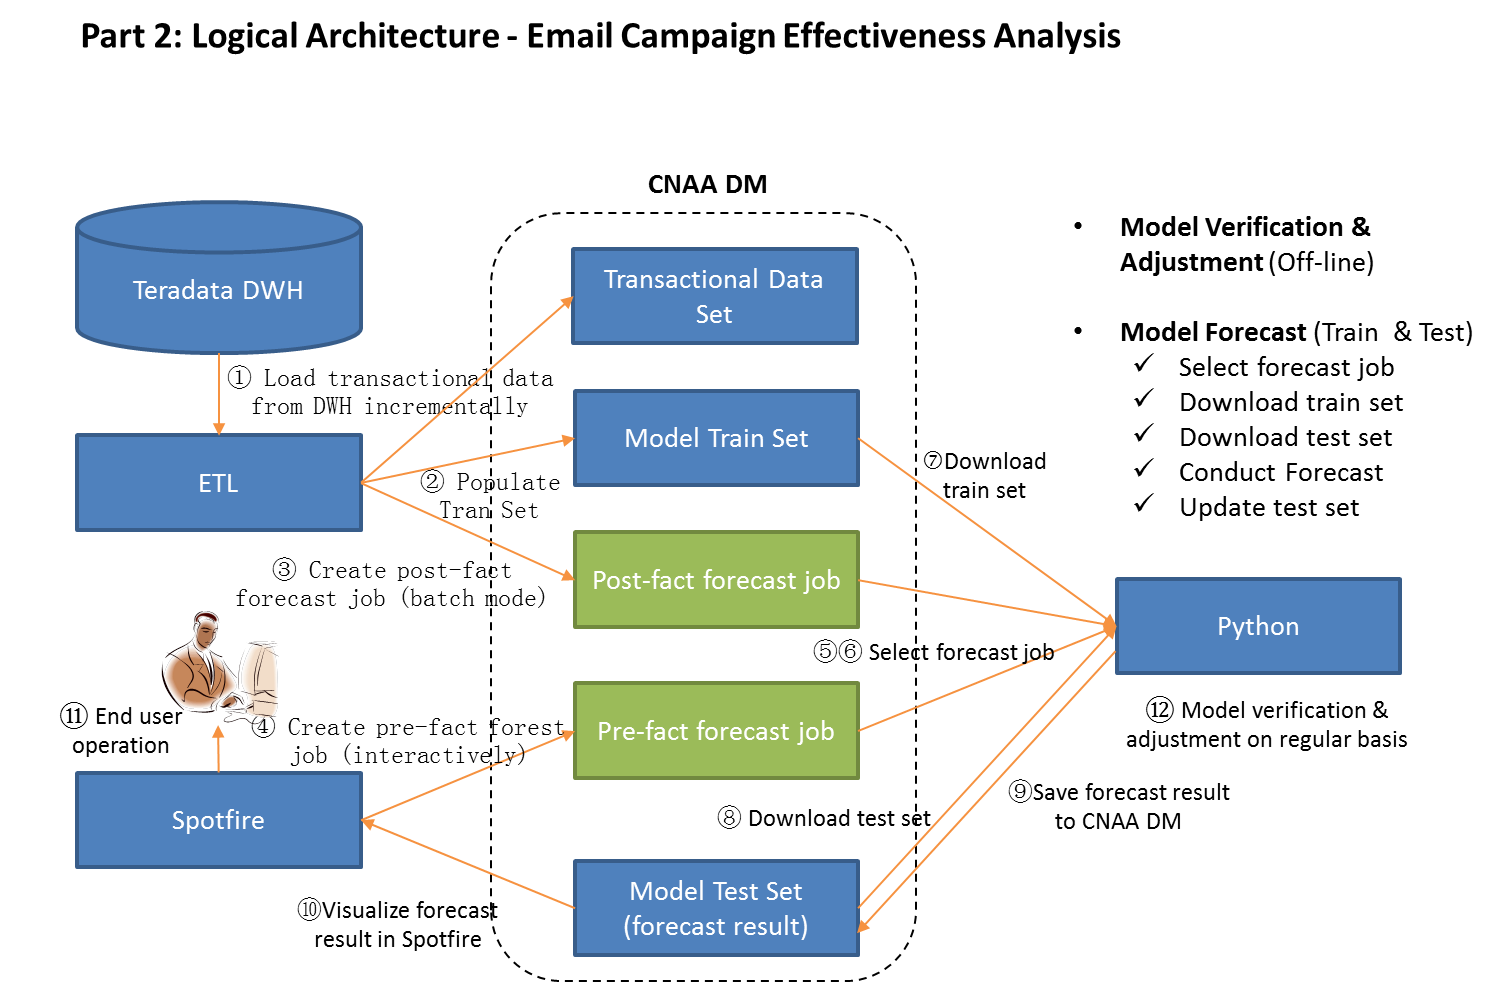 Part 2: Logical Architecture - Email Campaign Effectiveness Analysis
CNAA DM
Teradata DWH
① Load transactional data
from DWH incrementally
ETL
Transactional Data
Set
Model Train Set
② Populate
Tran Set
③ Create post-fact
forecast job (batch mode)
Post-fact forecast job
⑤⑥ Select forecast job
Pre-fact forecast job
④ Create pre-fact forest
job (interactively)
⑪ End user
operation
Spotfire
⑩Visualize forecast
result in Spotfire
Model Test Set
(forecast result)
⑦Download
train set
⑧ Download test set
⑨Save forecast result
to CNAA DM
• Model Verification &
Adjustment (Off-line)
• Model Forecast (Train & Test)
✓ Select forecast job
✓ Download train set
✓ Download test set
✓ Conduct Forecast
✓ Update test set
Python
⑫ Model verification &
adjustment on regular basis